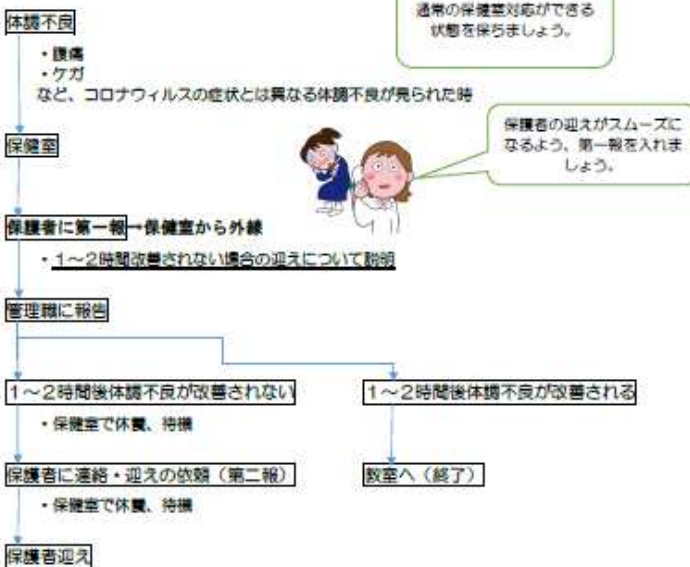 通常の保健室対応ができる
状態を保ちましょう。
体調不良
・腹痛
・ケガ
など、コロナウィルスの症状とは異なる体調不良が見られた時
保健室
保護者の迎えがスムーズに
なるよう、第一報を入れま
しょう。
保護者に第一報→保健室から外線
・1～2時間改善されない場合の迎えについて説明
管理職に報告
1～2時間後体調不良が改善されない
1～2時間後体調不良が改善される
・保健室で休養、待機
保護者に連絡・迎えの依頼(第二報)
教室へ(終了)
・保健室で休養、待機
保護者迎え